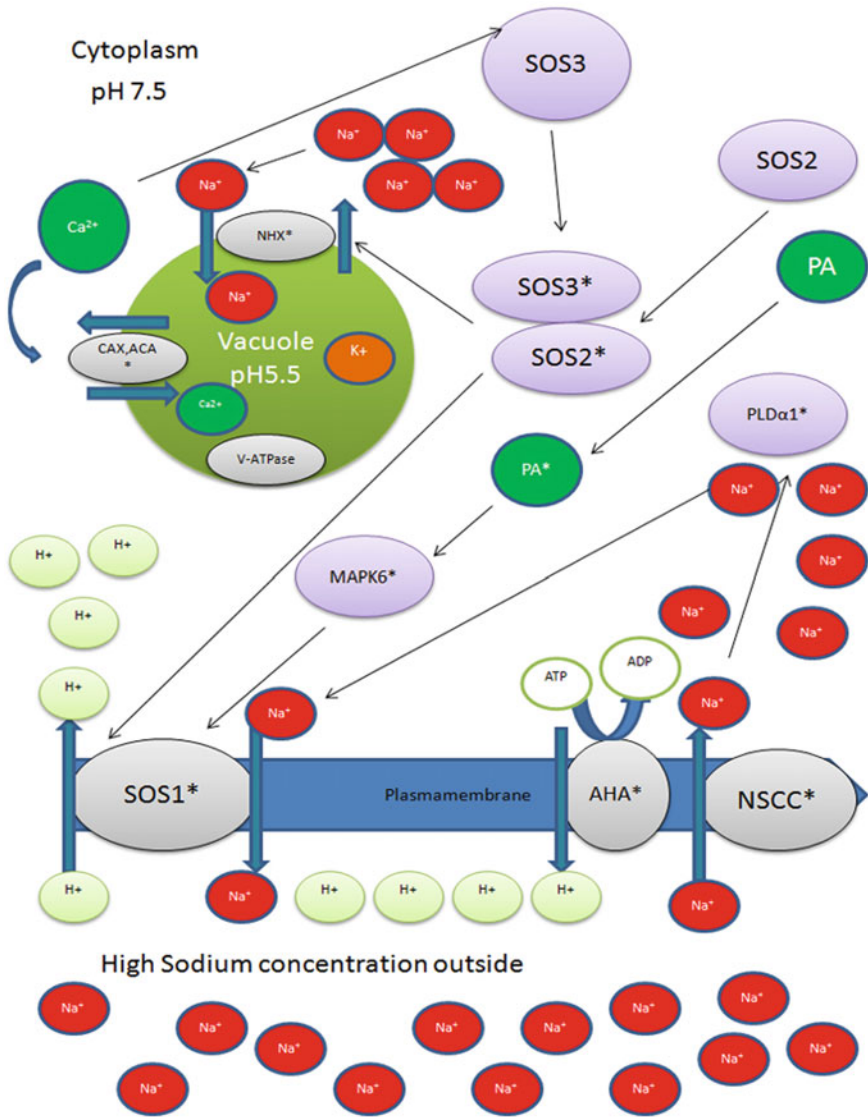 Cytoplasm
pH 7.5
SOS3
Na⁺ Na⁺
Na⁺ Na⁺ Na⁺
SOS2
Ca²⁺
NHX*
PA
SOS3*
Na⁺
Vacuole
pH5.5
K+
SOS2*
CAX,ACA
*
Ca²⁺
PLDα1*
V-ATPase
PA*
Na⁺ Na⁺
H+ H+
Na⁺
MAPK6*
H+
Na⁺
Na⁺
H+
ATP ADP
Na⁺
Na⁺
SOS1*
Plasmamembrane
AHA*
NSCC*
H+ Na⁺ H+ H+ H+ H+ Na⁺
High Sodium concentration outside
Na⁺ Na⁺ Na⁺ Na⁺ Na⁺ Na⁺ Na⁺ Na⁺ Na⁺
Na⁺ Na⁺ Na⁺ Na⁺